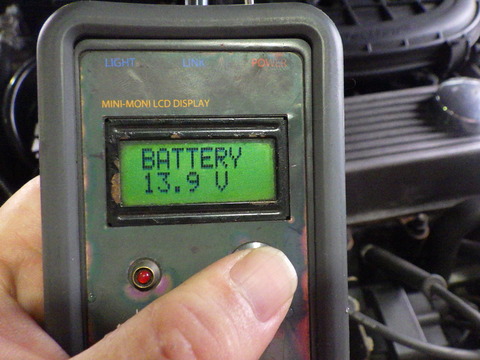 LIGHT LINK POWER
MINI-MONI LCD DISPLAY
BATTERY
13.9 V